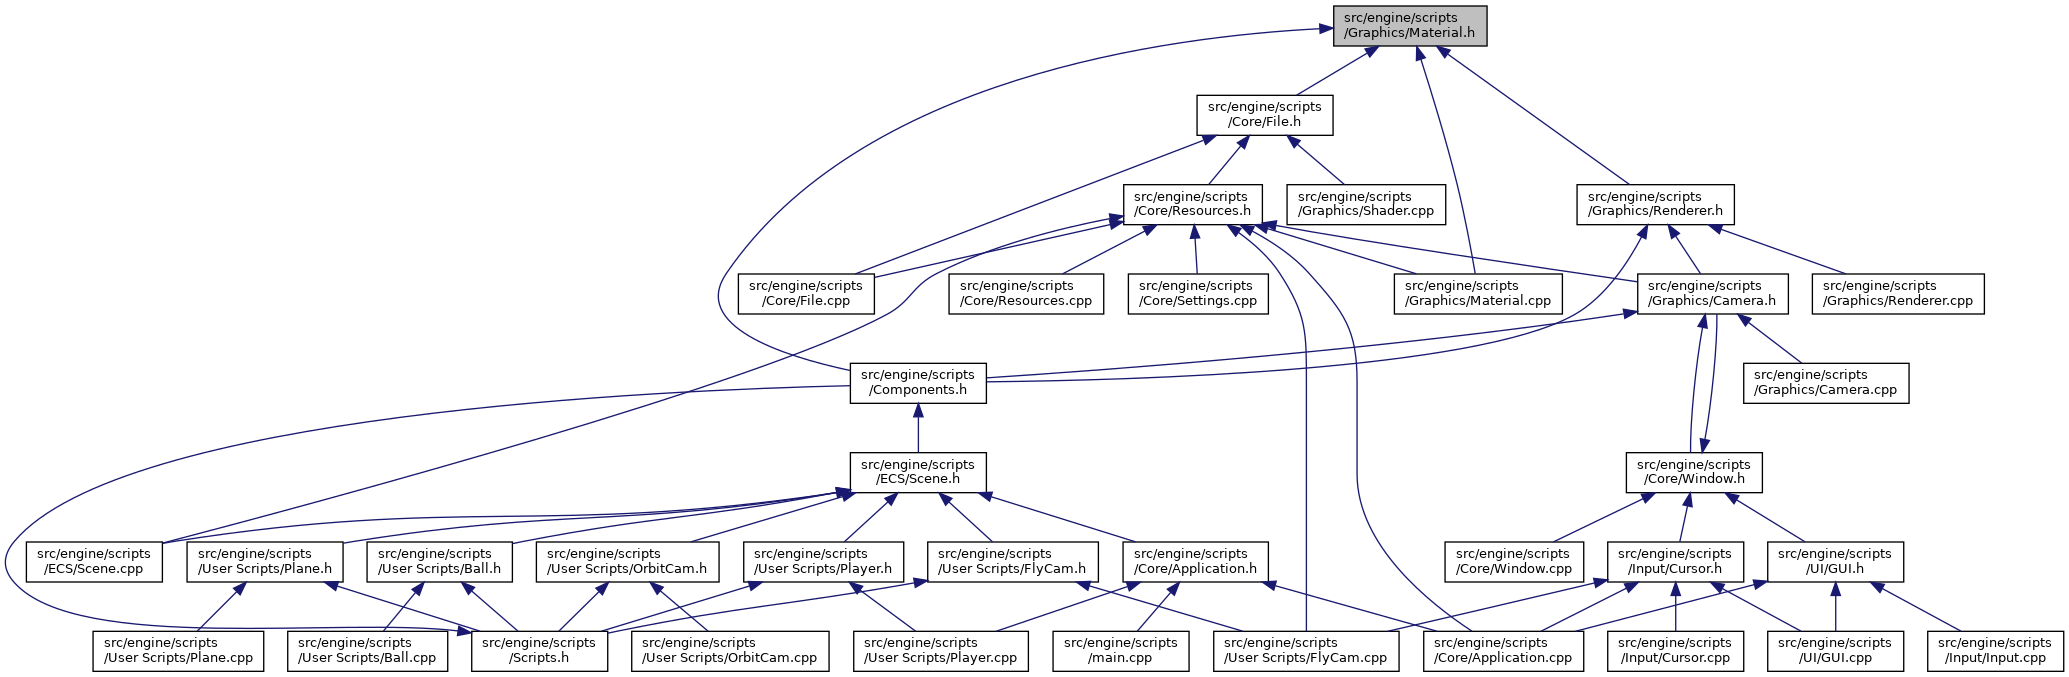 src/engine/scripts
/Graphics/Material.h
src/engine/scripts
/Core/File.h
src/engine/scripts
/Core/Resources.h
src/engine/scripts
/Graphics/Shader.cpp
src/engine/scripts
/Graphics/Renderer.h
src/engine/scripts
/Core/File.cpp
src/engine/scripts
/Core/Resources.cpp
src/engine/scripts
/Core/Settings.cpp
src/engine/scripts
/Graphics/Material.cpp
src/engine/scripts
/Graphics/Camera.h
src/engine/scripts
/Graphics/Renderer.cpp
src/engine/scripts
/Components.h
src/engine/scripts
/Graphics/Camera.cpp
src/engine/scripts
/ECS/Scene.h
src/engine/scripts
/Core/Window.h
src/engine/scripts
/ECS/Scene.cpp
src/engine/scripts
/User Scripts/Plane.h
src/engine/scripts
/User Scripts/Ball.h
src/engine/scripts
/User Scripts/OrbitCam.h
src/engine/scripts
/User Scripts/Player.h
src/engine/scripts
/User Scripts/FlyCam.h
src/engine/scripts
/Core/Application.h
src/engine/scripts
/Core/Window.cpp
src/engine/scripts
/Input/Cursor.h
src/engine/scripts
/UI/GUI.h
src/engine/scripts
/User Scripts/Plane.cpp
src/engine/scripts
/User Scripts/Ball.cpp
src/engine/scripts
/Scripts.h
src/engine/scripts
/User Scripts/OrbitCam.cpp
src/engine/scripts
/User Scripts/Player.cpp
src/engine/scripts
/main.cpp
src/engine/scripts
/User Scripts/FlyCam.cpp
src/engine/scripts
/Core/Application.cpp
src/engine/scripts
/Input/Cursor.cpp
src/engine/scripts
/UI/GUI.cpp
src/engine/scripts
/Input/Input.cpp